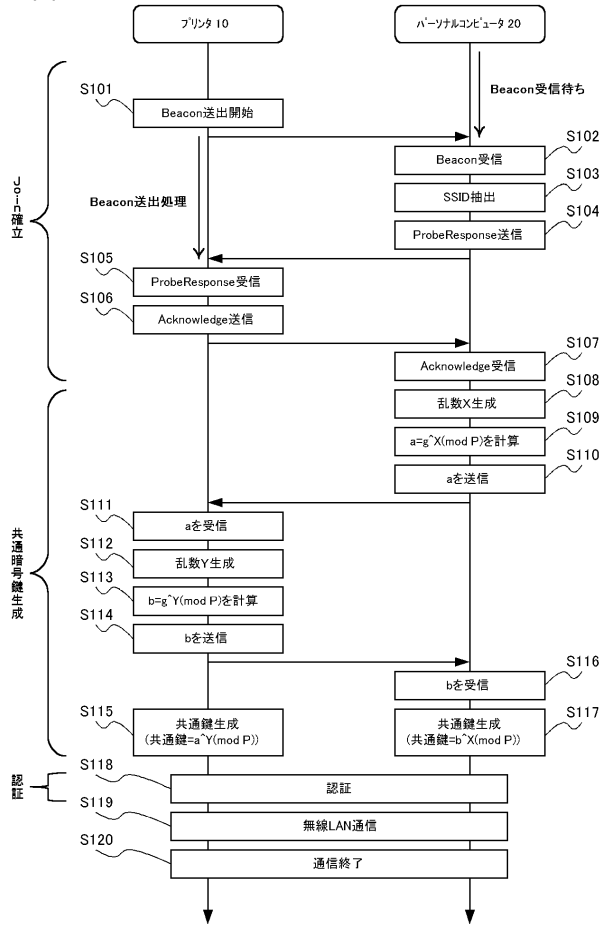 プリンタ 10
パーソナルコンピュータ 20
Beacon受信待ち
S101
Beacon送出開始
S102
Beacon受信
S103
SSID抽出
Beacon送出処理
S104
ProbeResponse送信
Join確立
S105
ProbeResponse受信
S106
Acknowledge送信
S107
Acknowledge受信
S108
乱数X生成
S109
a=g^X(mod P)を計算
S110
aを送信
S111
aを受信
S112
乱数Y生成
共通暗号鍵生成
S113
b=g^Y(mod P)を計算
S114
bを送信
S116
bを受信
S115
共通鍵生成
(共通鍵=a^Y(mod P))
S117
共通鍵生成
(共通鍵=b^X(mod P))
S118
認証
認証
S119
無線LAN通信
S120
通信終了